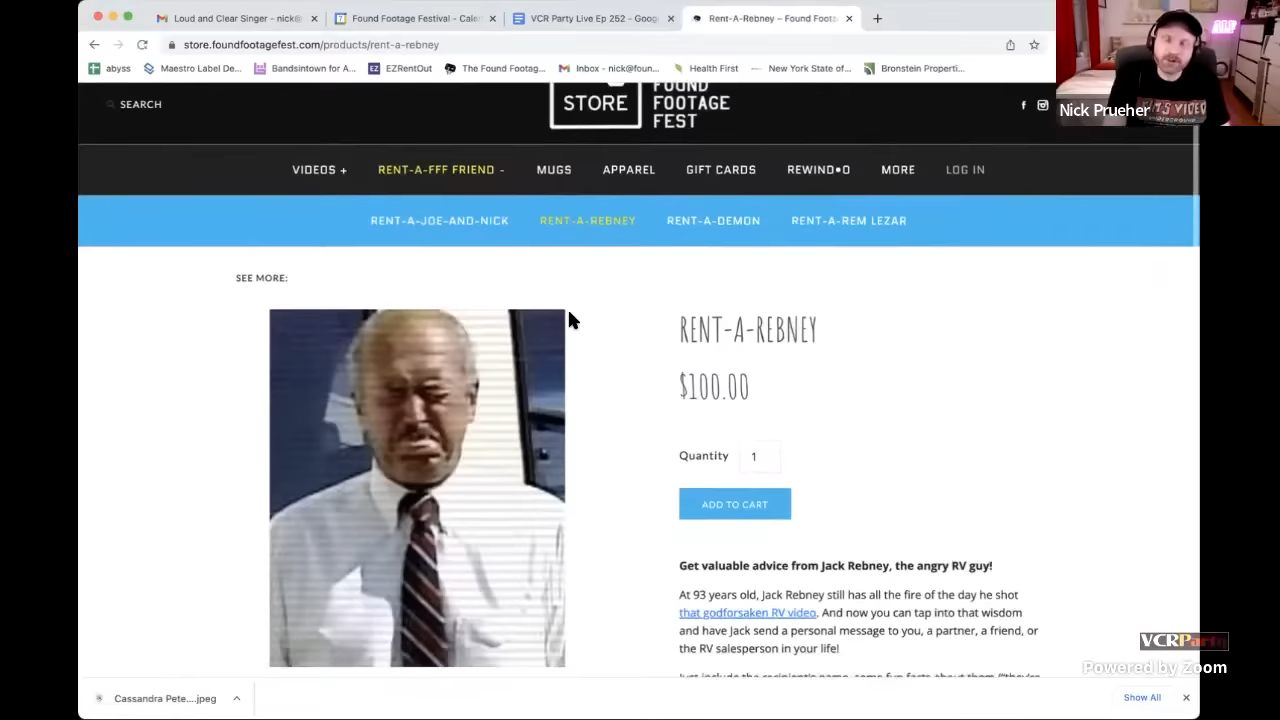 Loud and Clear Singer – nick@
Found Footage Festival - Calen
VCR Party Live Ep 252 - Goog
Rent-A-Rebney – Found Foota
store.foundfootagefest.com/products/rent-a-rebney
abyss
Maestro Label De...
Bandsintown for A...
EZRentOut
The Found Footag...
Inbox - nick@foun...
Health First
New York State of...
Bronstein Properti...
Nick Prueher
SEARCH
STORE
FOUND
FOOTAGE
FEST
VIDEOS +
RENT-A-FFF FRIEND -
MUGS
APPAREL
GIFT CARDS
REWIND●O
MORE
LOG IN
RENT-A-JOE-AND-NICK
RENT-A-REBNEY
RENT-A-DEMON
RENT-A-REM LEZAR
SEE MORE:
RENT-A-REBNEY
$100.00
Quantity
1
ADD TO CART
Get valuable advice from Jack Rebney, the angry RV guy!
At 93 years old, Jack Rebney still has all the fire of the day he shot
that godforsaken RV video. And now you can tap into that wisdom
and have Jack send a personal message to you, a partner, a friend, or
the RV salesperson in your life!
VCRParty
Powered by Zoom
Cassandra Pete....jpeg
Show All